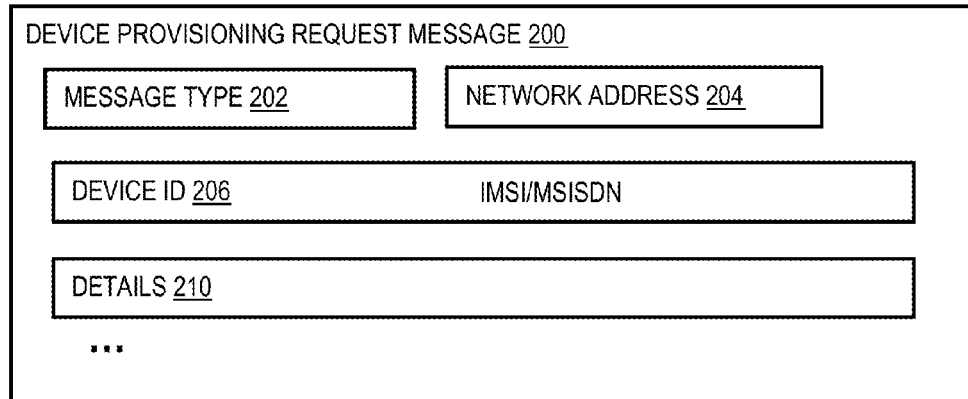 DEVICE PROVISIONING REQUEST MESSAGE 200
MESSAGE TYPE 202 NETWORK ADDRESS 204
DEVICE ID 206 IMSI/MSISDN
DETAILS 210
...